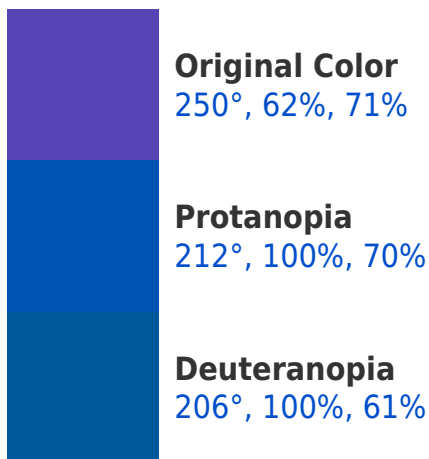 Original Color
250°, 62%, 71%
Protanopia
212°, 100%, 70%
Deuteranopia
206°, 100%, 61%